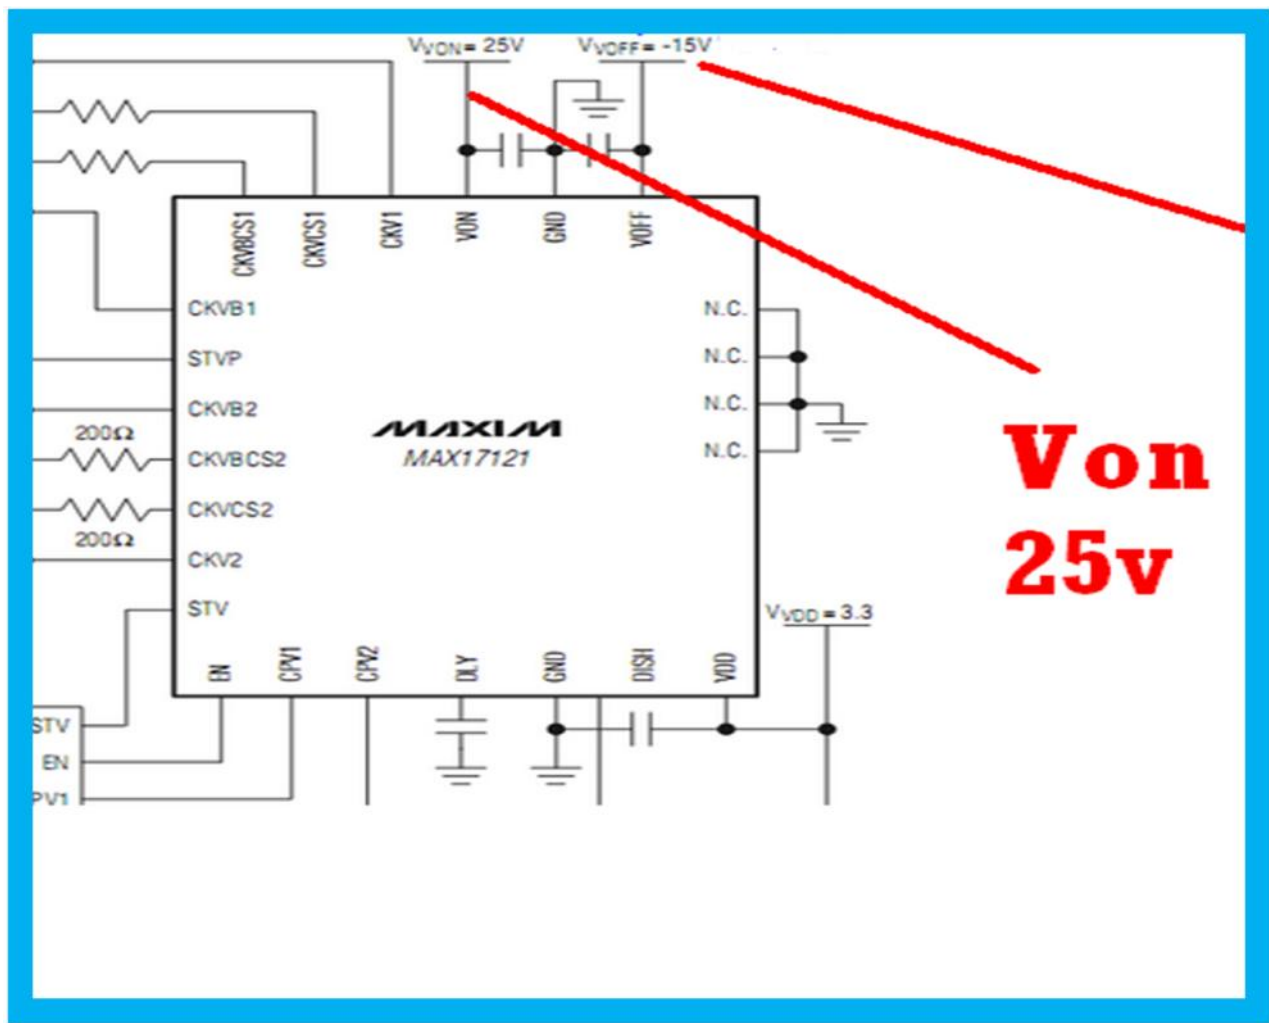 VVON = 25V
VVOFF = -15V
CKVBCS1
CKVCS1
CKV1
VON
GND
VOFF
CKVB1
STVP
CKVB2
200Ω
CKVBCS2
CKVCS2
200Ω
CKV2
STV
N.C.
N.C.
N.C.
N.C.
MAXIM
MAX17121
Von
25v
VVDD = 3.3
EN
CPV1
CPV2
DLY
GND
DISH
VDD
STV
EN
PV1